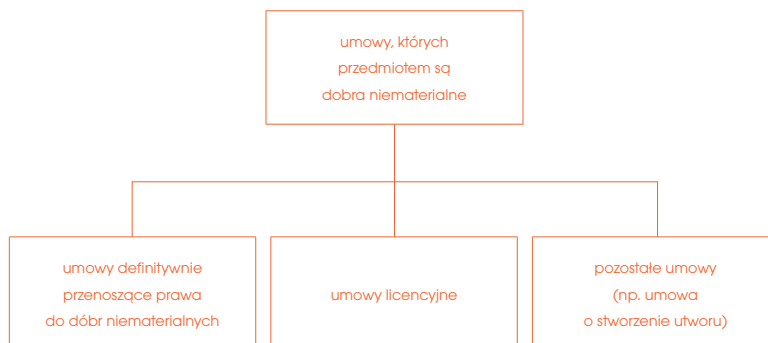 umowy, których
przedmiotem są
dobra niematerialne
umowy definitywnie
przenoszące prawa
do dóbr niematerialnych
umowy licencyjne
pozostałe umowy
(np. umowa
o stworzenie utworu)